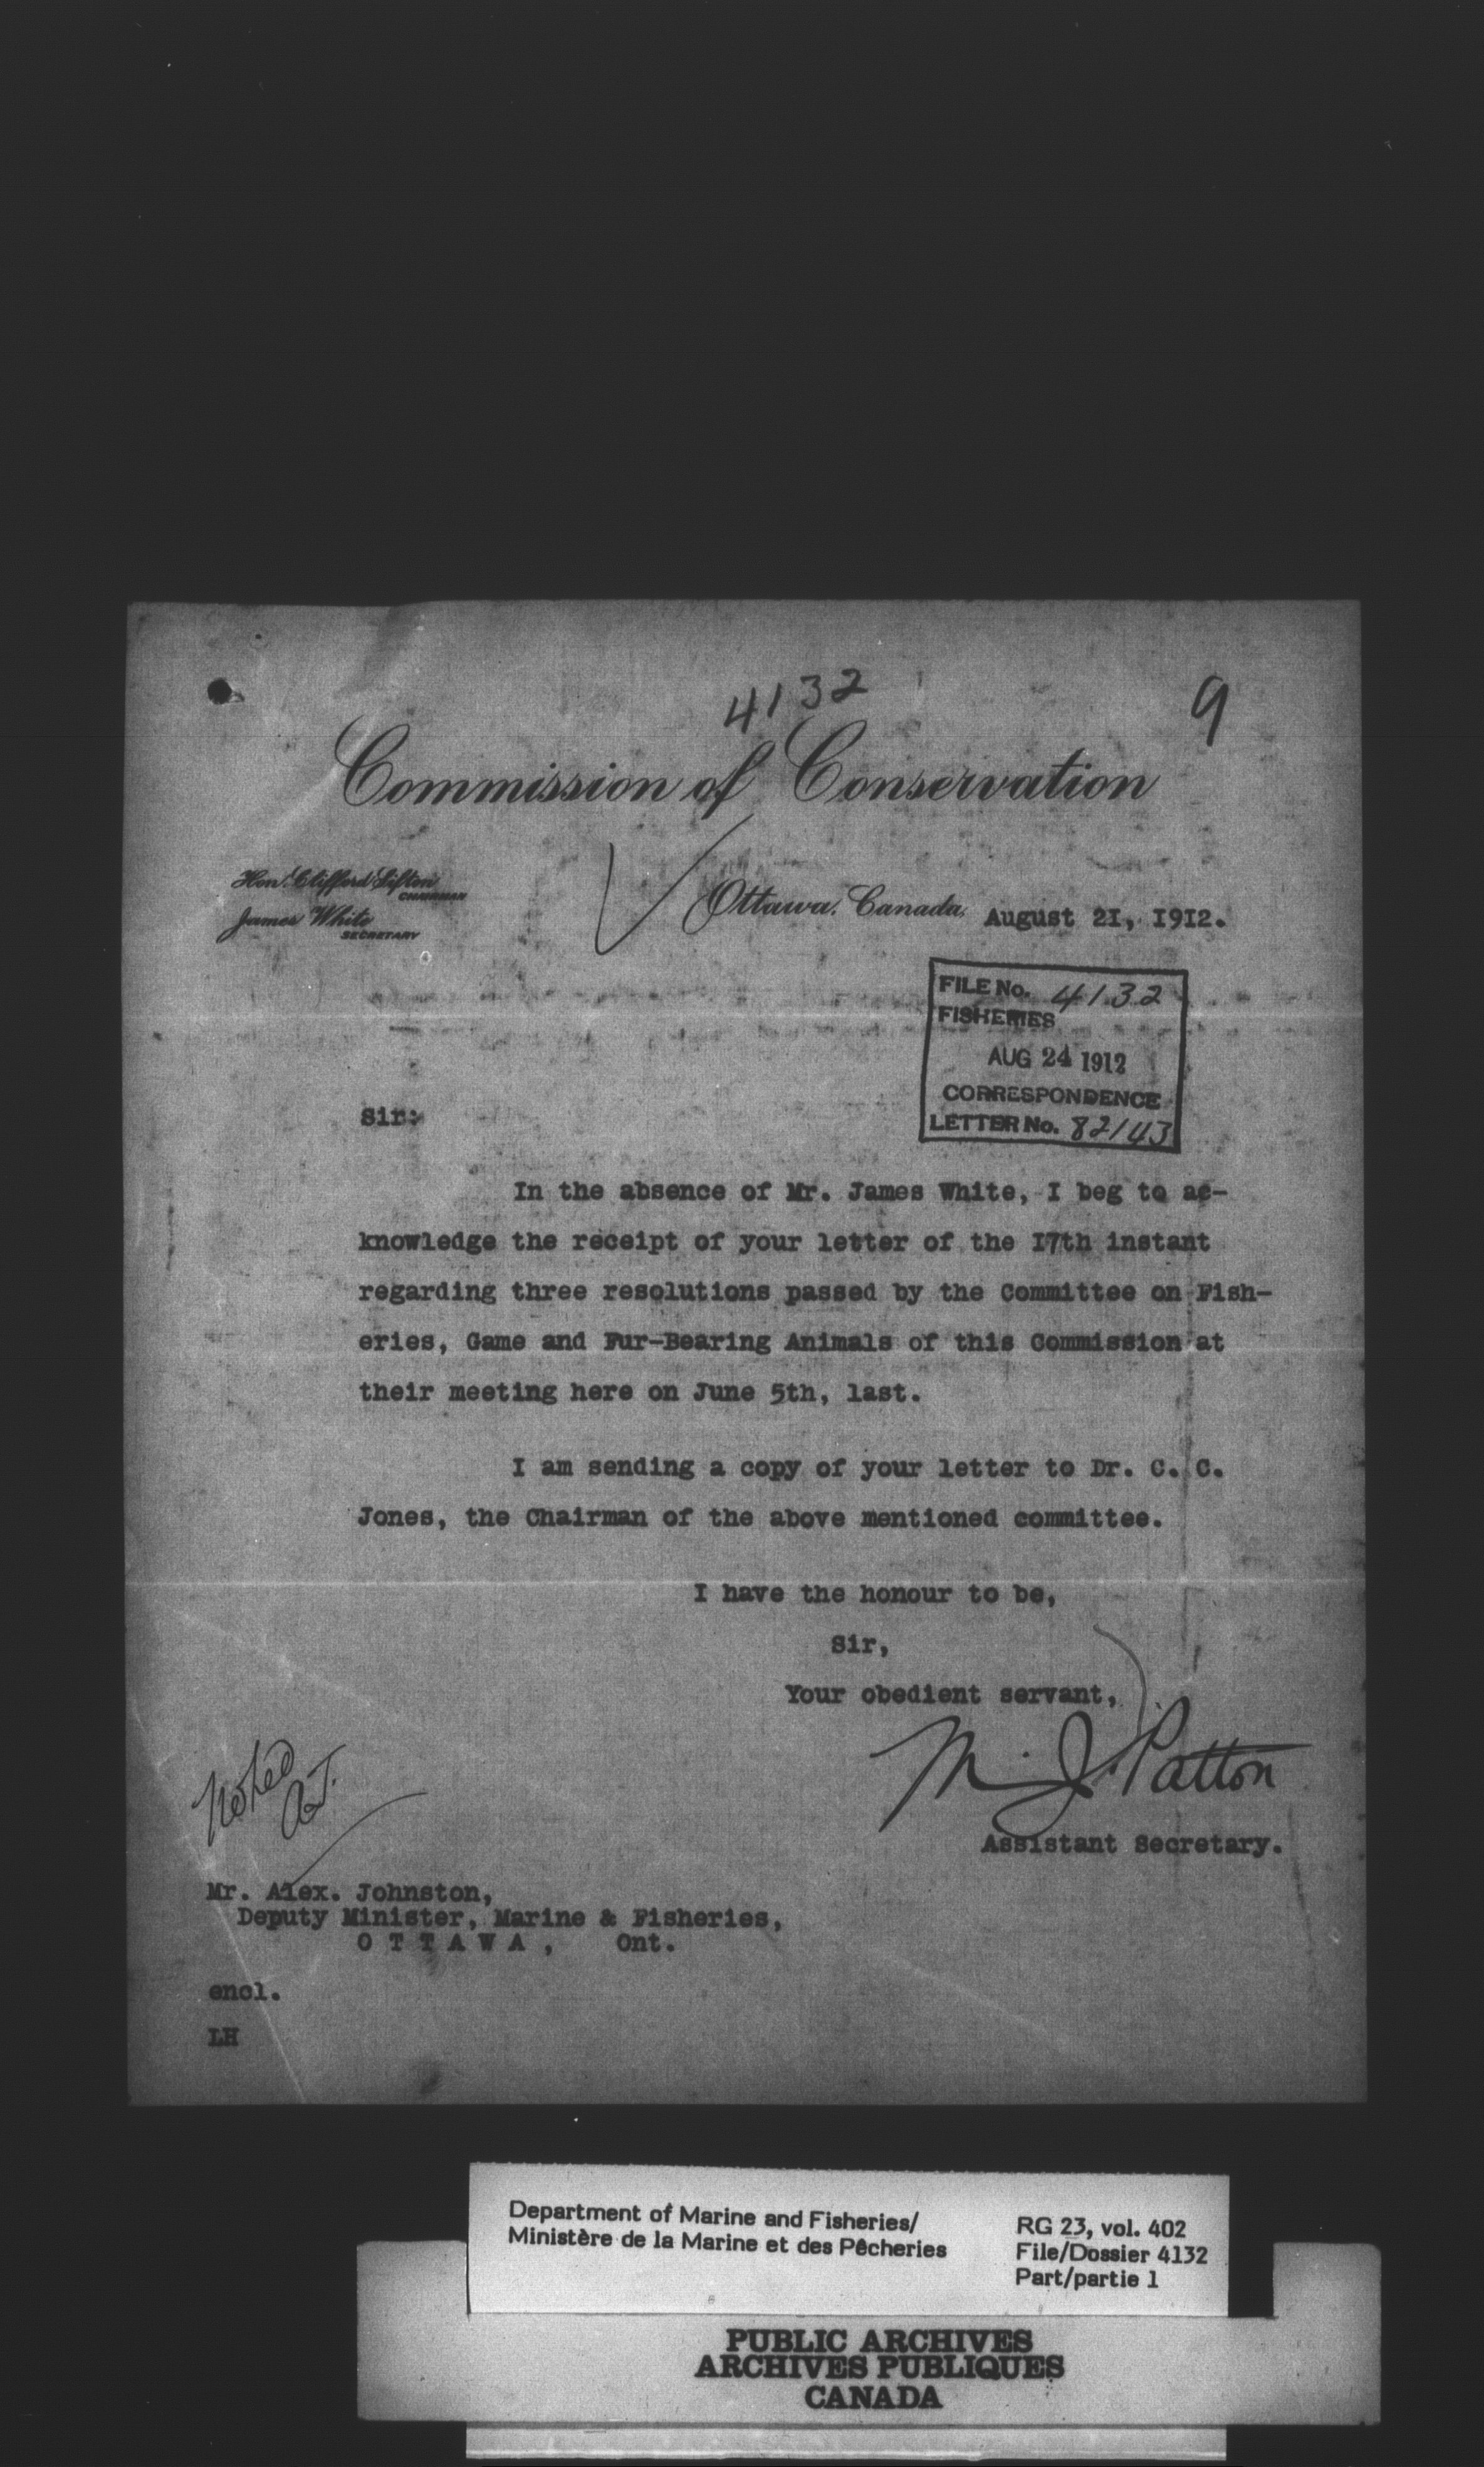 4132
9
Commission of Conservation
Hon. Clifford Sifton
CHAIRMAN
James White
SECRETARY
Ottawa, Canada, August 21, 1912.
FILE No. 4132
FISHERIES
AUG 24 1912
CORRESPONDENCE
LETTER No. 82143
Sir:
In the absence of Mr. James White, I beg to ac-
knowledge the receipt of your letter of the 17th instant
regarding three resolutions passed by the Committee on Fish-
eries, Game and Fur-Bearing Animals of this Commission at
their meeting here on June 5th, last.
I am sending a copy of your letter to Dr. C. C.
Jones, the Chairman of the above mentioned committee.
I have the honour to be,
Sir,
Your obedient servant,
M. J. Patton
Assistant Secretary.
Noted
A.J.
Mr. Alex. Johnston,
Deputy Minister, Marine & Fisheries,
O T T A W A , Ont.
encl.
LH
Department of Marine and Fisheries/
Ministère de la Marine et des Pêcheries
RG 23, vol. 402
File/Dossier 4132
Part/partie 1
PUBLIC ARCHIVES
ARCHIVES PUBLIQUES
CANADA